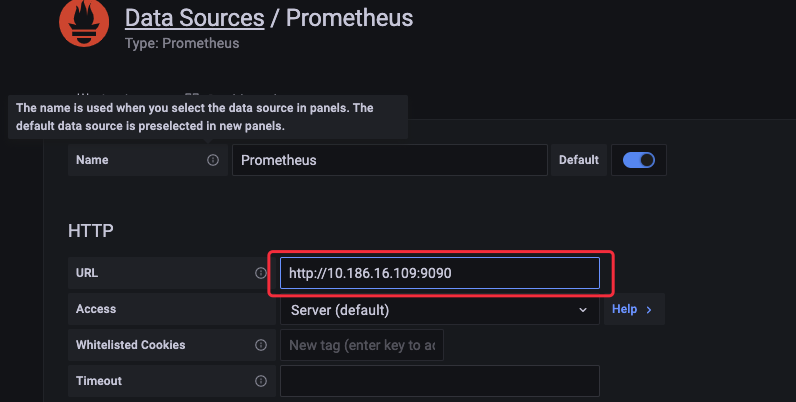 Data Sources / Prometheus
Type: Prometheus
The name is used when you select the data source in panels. The
default data source is preselected in new panels.
Name
Prometheus
Default
HTTP
URL
http://10.186.16.109:9090
Access
Server (default)
Help >
Whitelisted Cookies
New tag (enter key to ac
Timeout